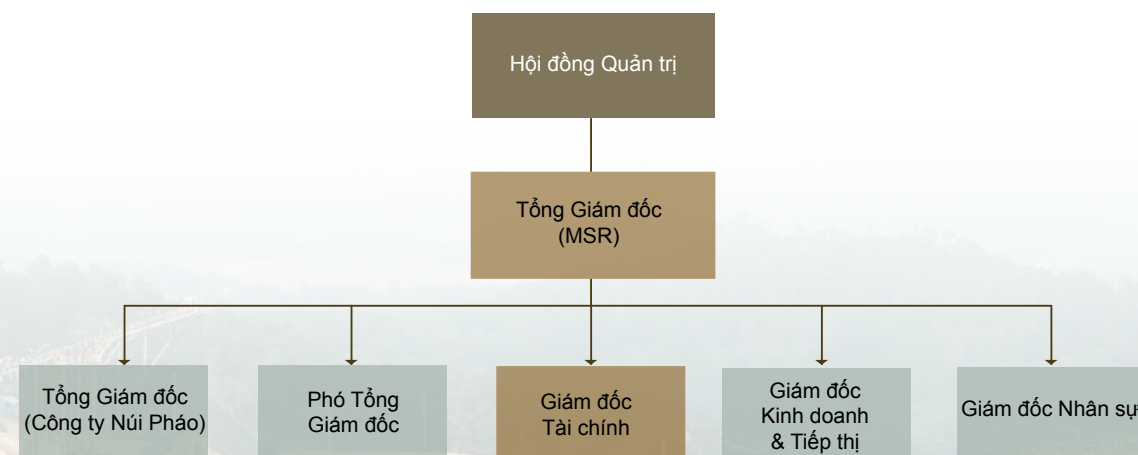 Hội đồng Quản trị
Tổng Giám đốc
(MSR)
Tổng Giám đốc
(Công ty Núi Pháo)
Phó Tổng
Giám đốc
Giám đốc
Tài chính
Giám đốc
Kinh doanh
& Tiếp thị
Giám đốc Nhân sự